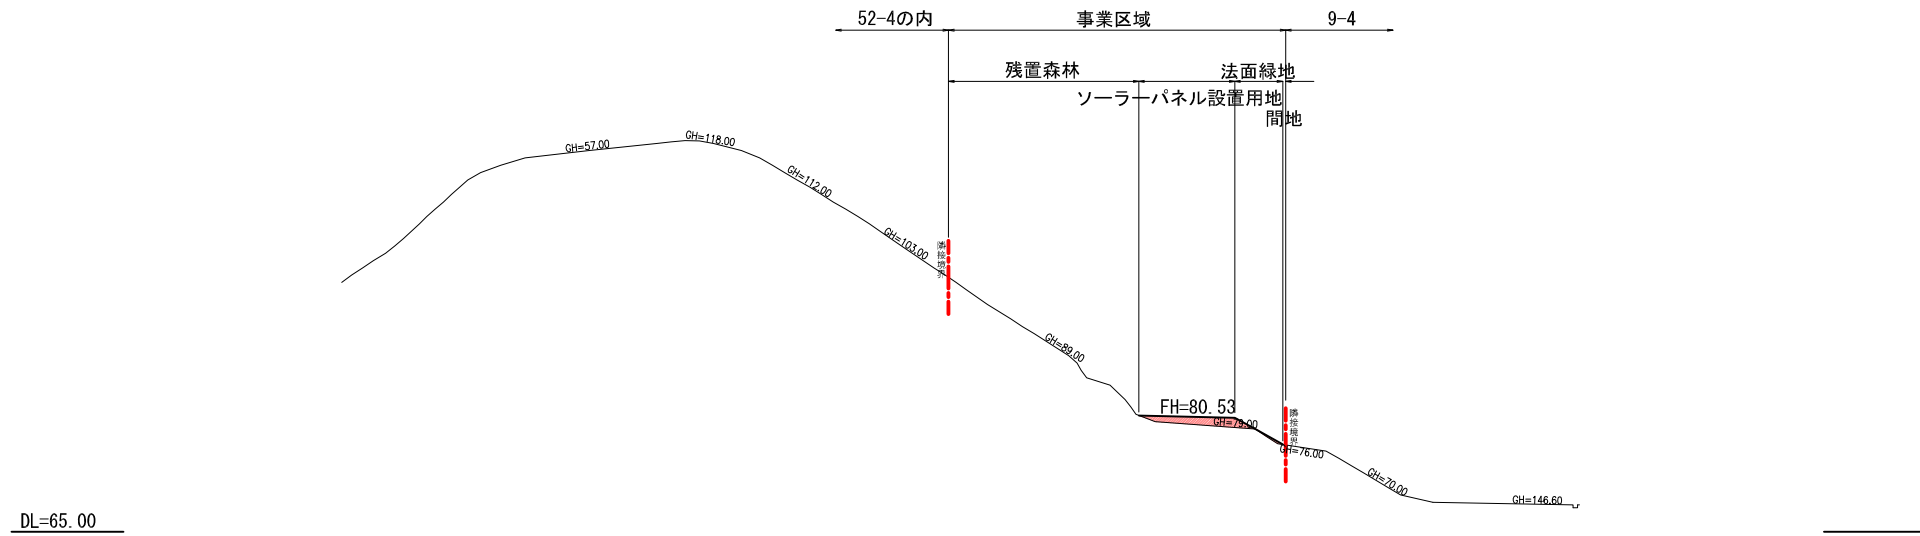 52-4の内
事業区域
9-4
残置森林
法面緑地
ソーラーパネル設置用地
間地
GH=57.00
GH=118.00
GH=112.00
GH=103.00
隣接境界
GH=89.00
FH=80.53
GH=79.00
隣接境界
GH=76.00
GH=70.00
GH=146.60
DL=65.00